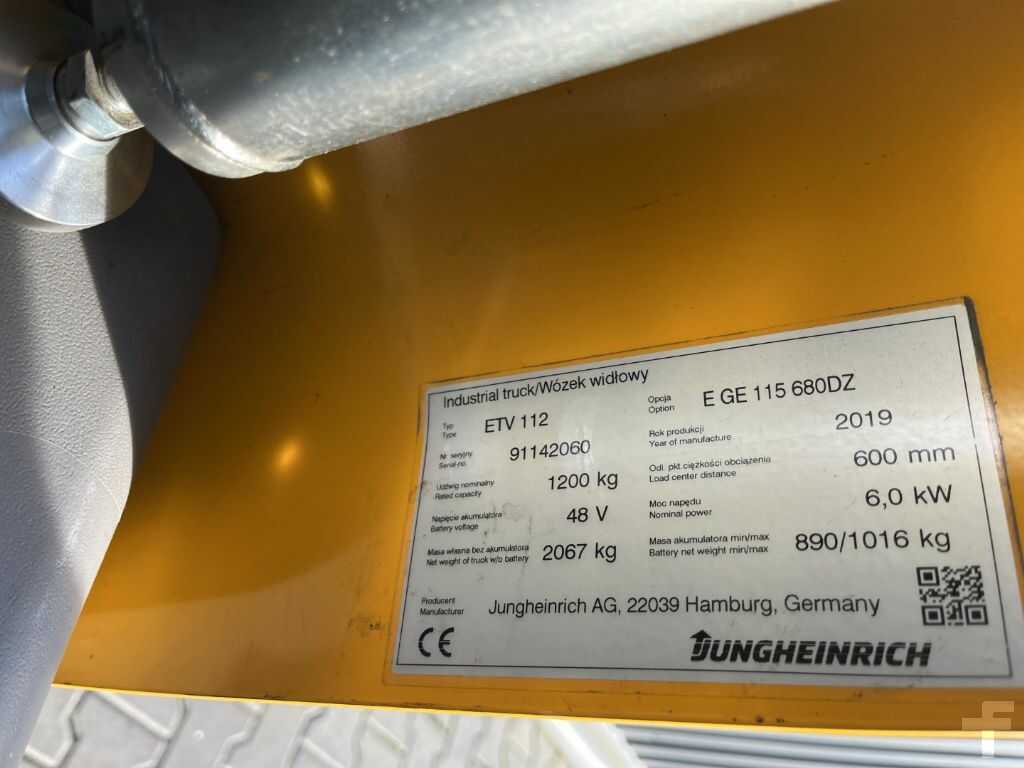 Industrial truck/Wózek widłowy
Typ
Type
ETV 112
Opcja
Option
E GE 115 680DZ
Nr seryjny
Serial-no.
91142060
Rok produkcji
Year of manufacture
2019
Udźwig nominalny
Rated capacity
1200 kg
Odl. pkt.ciężkości obciążenia
Load center distance
600 mm
Napięcie akumulatora
Battery voltage
48 V
Moc napędu
Nominal power
6,0 kW
Masa własna bez akumulatora
Net weight of truck w/o battery
2067 kg
Masa akumulatora min/max
Battery net weight min/max
890/1016 kg
Producent
Manufacturer
Jungheinrich AG, 22039 Hamburg, Germany
CE
JUNGHEINRICH
f